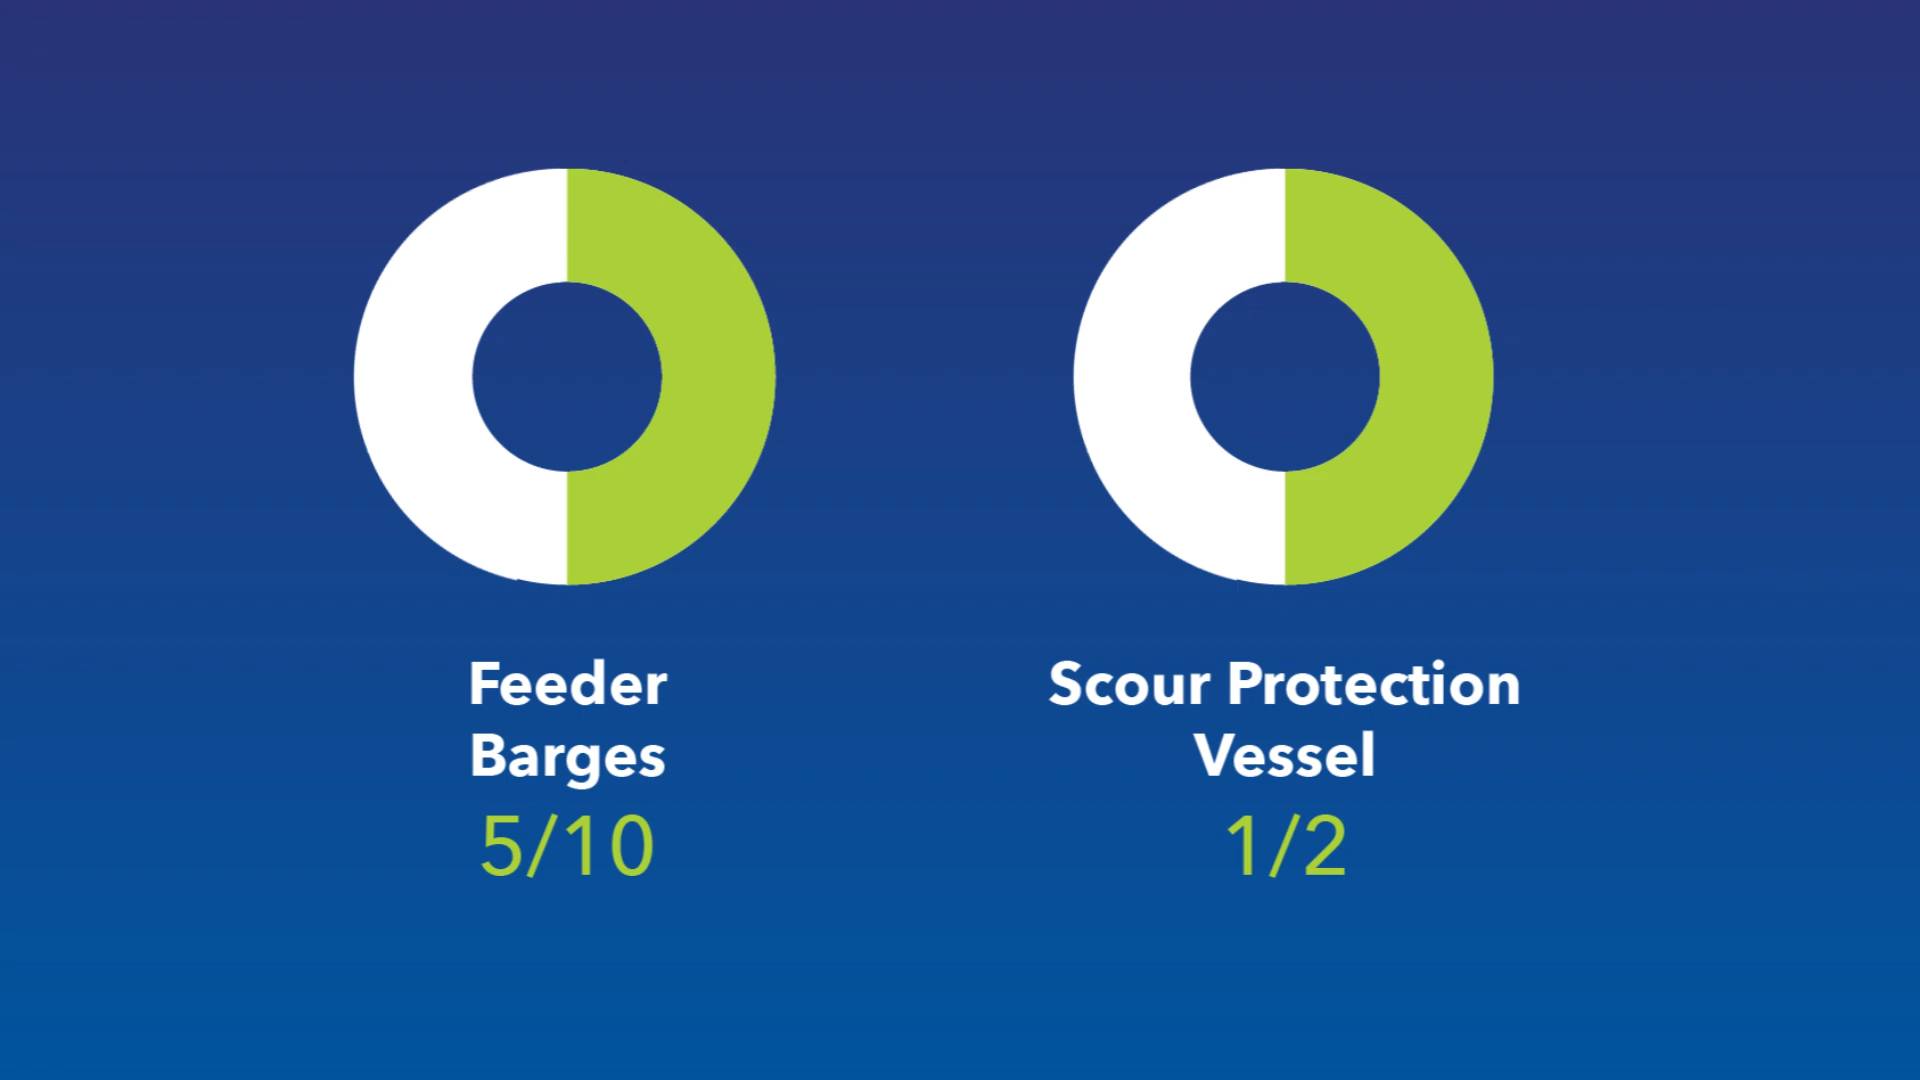 Feeder
Barges
5/10
Scour Protection
Vessel
1/2